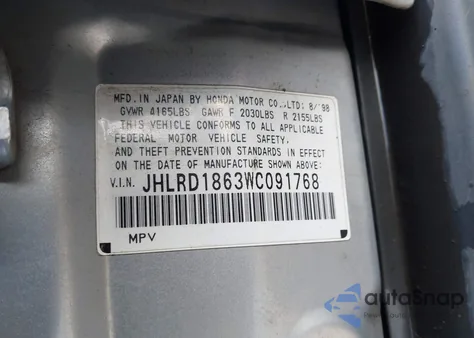 MFD.IN JAPAN BY HONDA MOTOR CO.,LTD: 8/'98
GVWR 4165LBS GAWR F 2030LBS R 2155LBS
THIS VEHICLE CONFORMS TO ALL APPLICABLE
FEDERAL MOTOR VEHICLE SAFETY,
AND THEFT PREVENTION STANDARDS IN EFFECT
ON THE DATE OF MANUFACTURE SHOWN ABOVE.
V.I.N. JHLRD1863WC091768
MPV
autoSnap